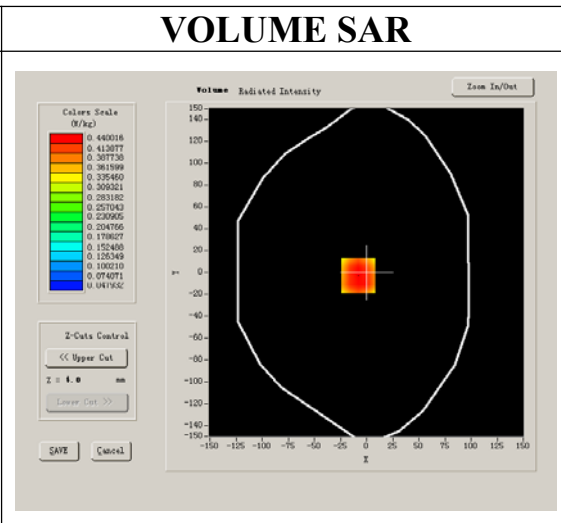 VOLUME SAR
Volume Radiated Intensity
Zoom In/Out
Colors Scale
(W/kg)
0.440016
0.413877
0.387738
0.361599
0.335460
0.309321
0.283182
0.257043
0.230905
0.204766
0.178627
0.152488
0.126349
0.100210
0.074071
0.047932
150
140
120
100
80
60
40
20
0
-20
-40
-60
-80
-100
-120
-140
-150
Y
-150 -125 -100 -75 -50 -25 0 25 50 75 100 125 150
X
Z-Cuts Control
<< Upper Cut
Z = 4.0 mm
Lower Cut >>
SAVE Cancel